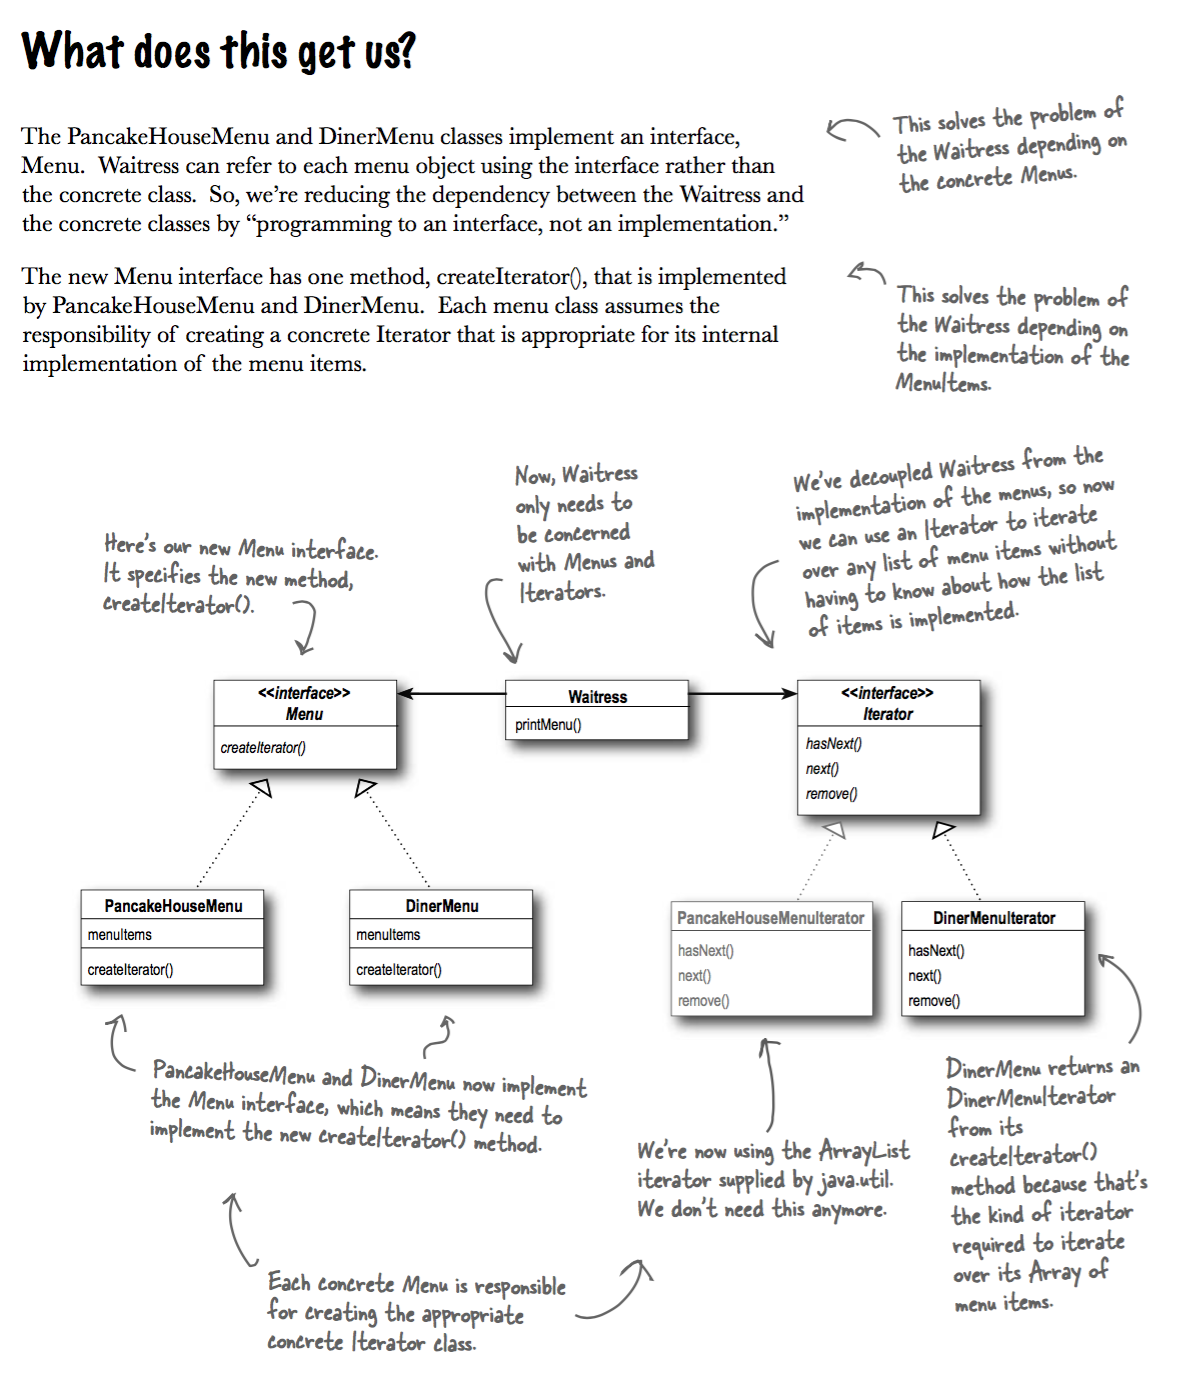 What does this get us?
The PancakeHouseMenu and DinerMenu classes implement an interface,
Menu. Waitress can refer to each menu object using the interface rather than
the concrete class. So, we're reducing the dependency between the Waitress and
the concrete classes by “programming to an interface, not an implementation.”
This solves the problem of
the Waitress depending on
the concrete Menus.
The new Menu interface has one method, createIterator(), that is implemented
by PancakeHouseMenu and DinerMenu. Each menu class assumes the
responsibility of creating a concrete Iterator that is appropriate for its internal
implementation of the menu items.
This solves the problem of
the Waitress depending on
the implementation of the
MenuItems.
Here's our new Menu interface.
It specifies the new method,
createIterator().
Now, Waitress
only needs to
be concerned
with Menus and
Iterators.
We've decoupled Waitress from the
implementation of the menus, so now
we can use an Iterator to iterate
over any list of menu items without
having to know about how the list
of items is implemented.
<<interface>>
Menu
createIterator()
Waitress
printMenu()
<<interface>>
Iterator
hasNext()
next()
remove()
PancakeHouseMenu
menuItems
createIterator()
DinerMenu
menuItems
createIterator()
PancakeHouseMenuIterator
hasNext()
next()
remove()
DinerMenuIterator
hasNext()
next()
remove()
PancakeHouseMenu and DinerMenu now implement
the Menu interface, which means they need to
implement the new createIterator() method.
We're now using the ArrayList
iterator supplied by java.util.
We don't need this anymore.
DinerMenu returns an
DinerMenuIterator
from its
createIterator()
method because that's
the kind of iterator
required to iterate
over its Array of
menu items.
Each concrete Menu is responsible
for creating the appropriate
concrete Iterator class.